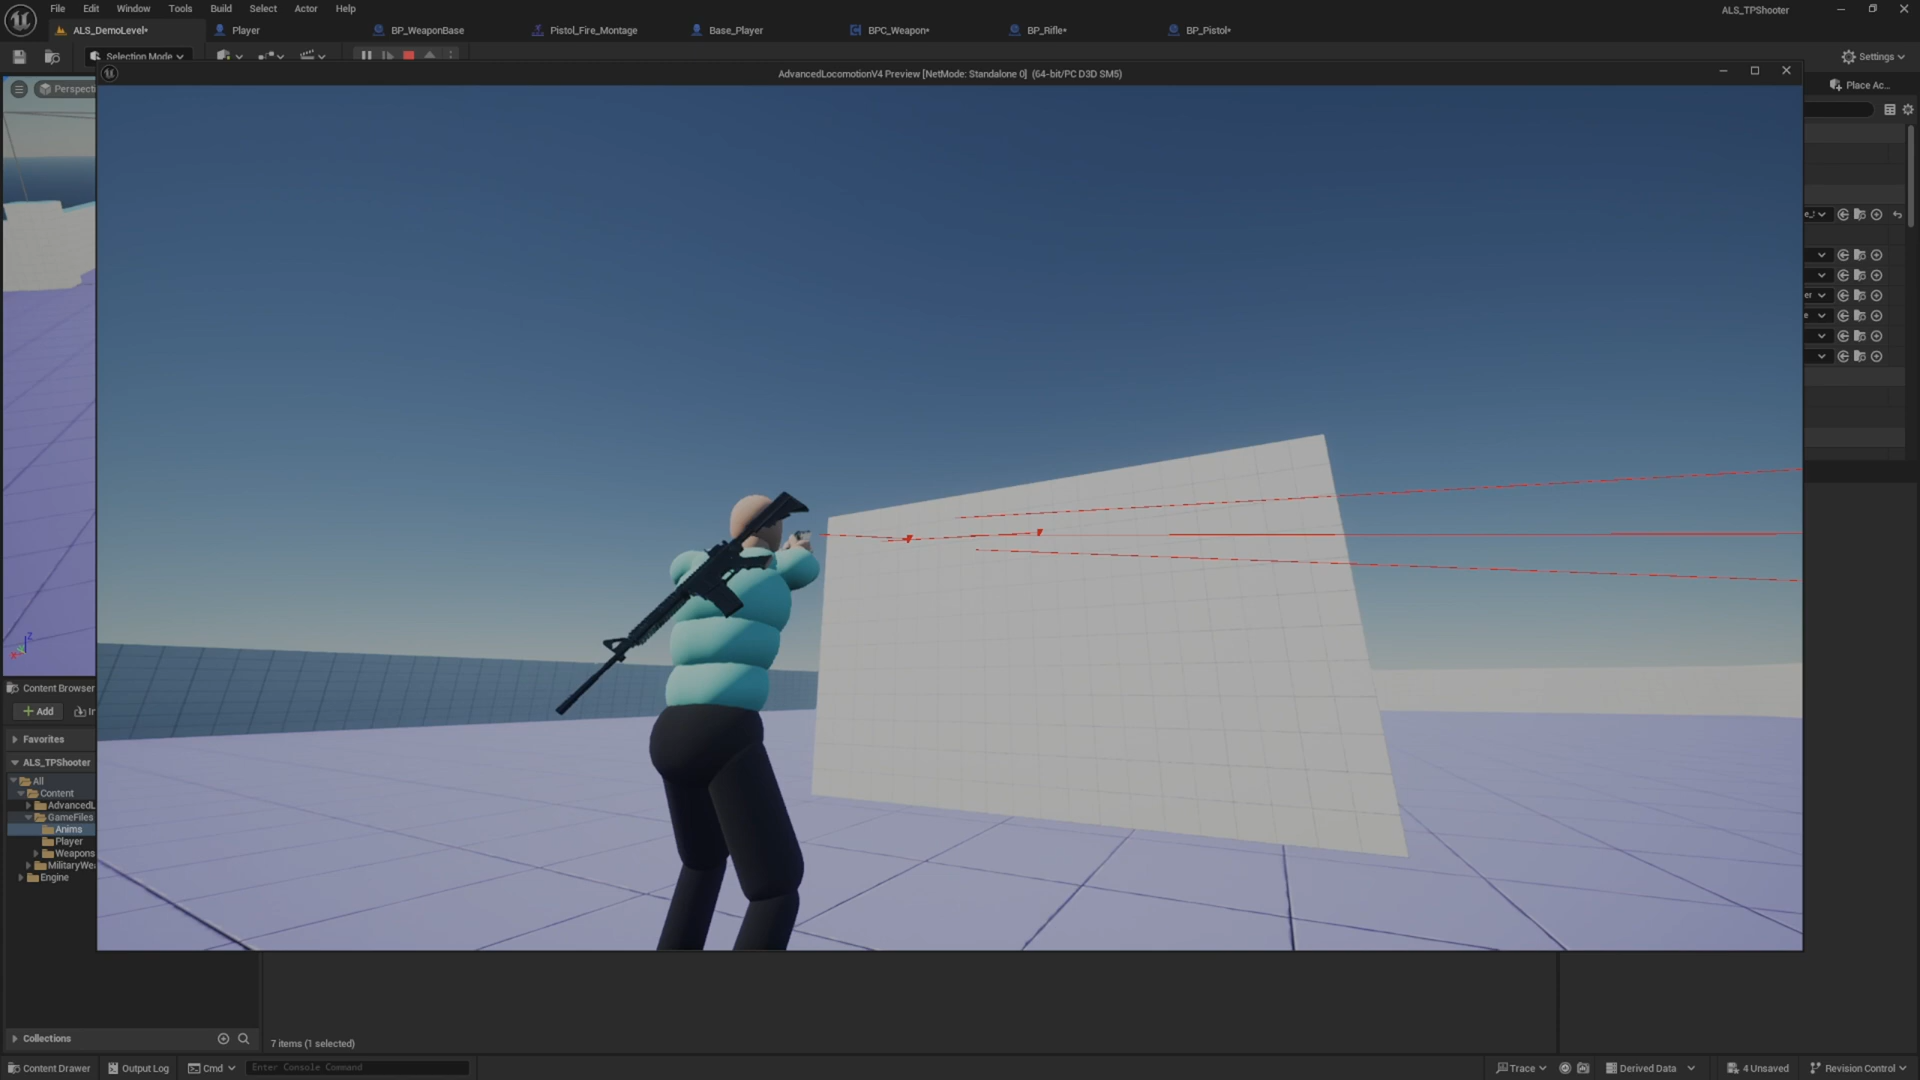 File Edit Window Tools Build Select Actor Help
ALS_TPShooter
ALS_DemoLevel•
Player
BP_WeaponBase
Pistol_Fire_Montage
Base_Player
BPC_Weapon•
BP_Rifle•
BP_Pistol•
Selection Mode
Settings
AdvancedLocomotionV4 Preview [NetMode: Standalone 0] (64-bit/PC D3D SM5)
Perspecti
Place Ac...
er
e
Z
X
Content Browser
Add
Favorites
ALS_TPShooter
All
Content
AdvancedL
GameFiles
Anims
Player
Weapons
MilitaryWe
Engine
Collections
7 items (1 selected)
Content Drawer
Output Log
Cmd
Enter Console Command
Trace
Derived Data
4 Unsaved
Revision Control